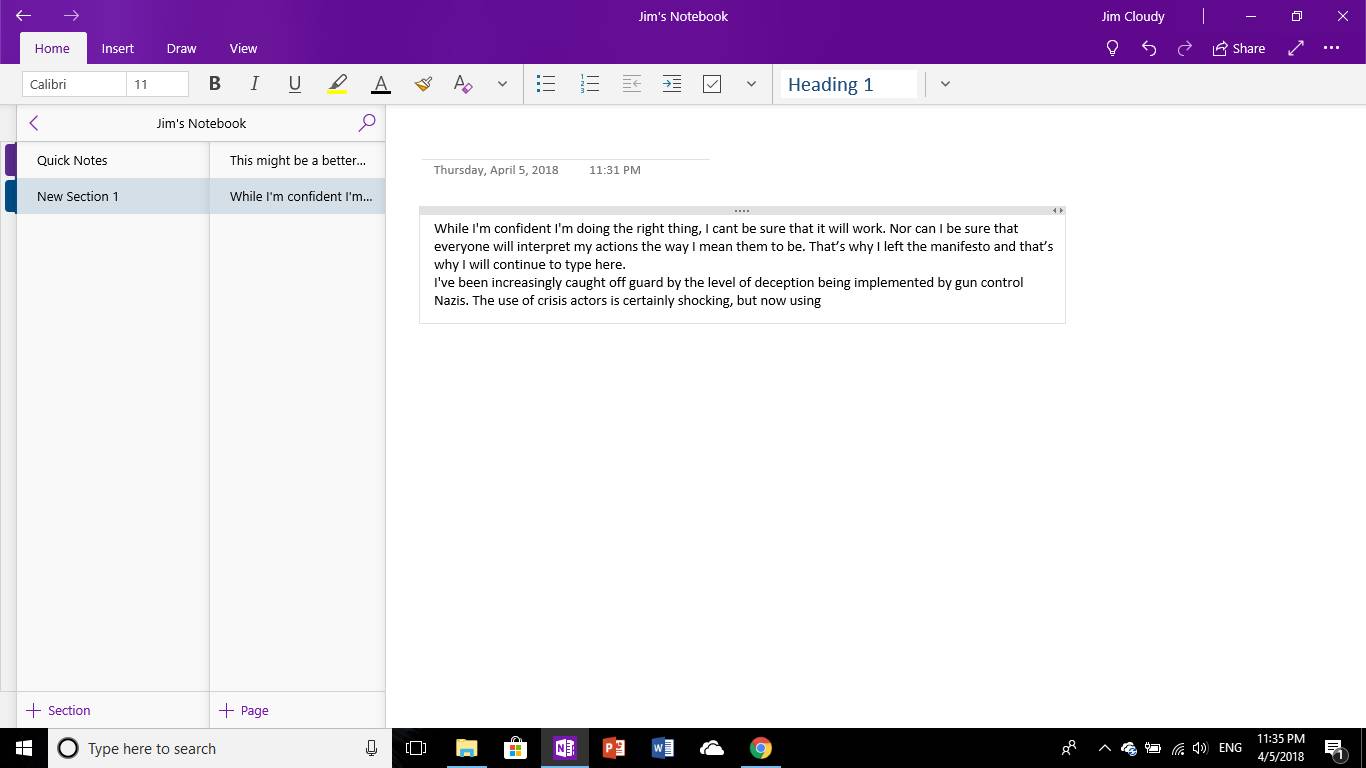 Jim's Notebook
Jim Cloudy
Home
Insert
Draw
View
Share
Calibri
11
B
I
U
A
A
1
2
3
Heading 1
Jim's Notebook
Quick Notes
New Section 1
This might be a better...
While I'm confident I'm...
Thursday, April 5, 2018 11:31 PM
While I'm confident I'm doing the right thing, I cant be sure that it will work. Nor can I be sure that
everyone will interpret my actions the way I mean them to be. That’s why I left the manifesto and that’s
why I will continue to type here.
I've been increasingly caught off guard by the level of deception being implemented by gun control
Nazis. The use of crisis actors is certainly shocking, but now using
Section
Page
Type here to search
N
P
W
ENG
11:35 PM
4/5/2018
1